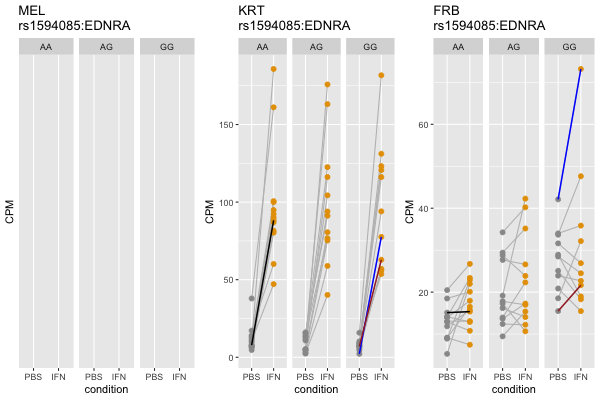 MEL
rs1594085:EDNRA
AA AG GG
CPM
PBS IFN PBS IFN PBS IFN
condition
KRT
rs1594085:EDNRA
AA AG GG
CPM
150
100
50
0
PBS IFN PBS IFN PBS IFN
condition
FRB
rs1594085:EDNRA
AA AG GG
CPM
60
40
20
PBS IFN PBS IFN PBS IFN
condition